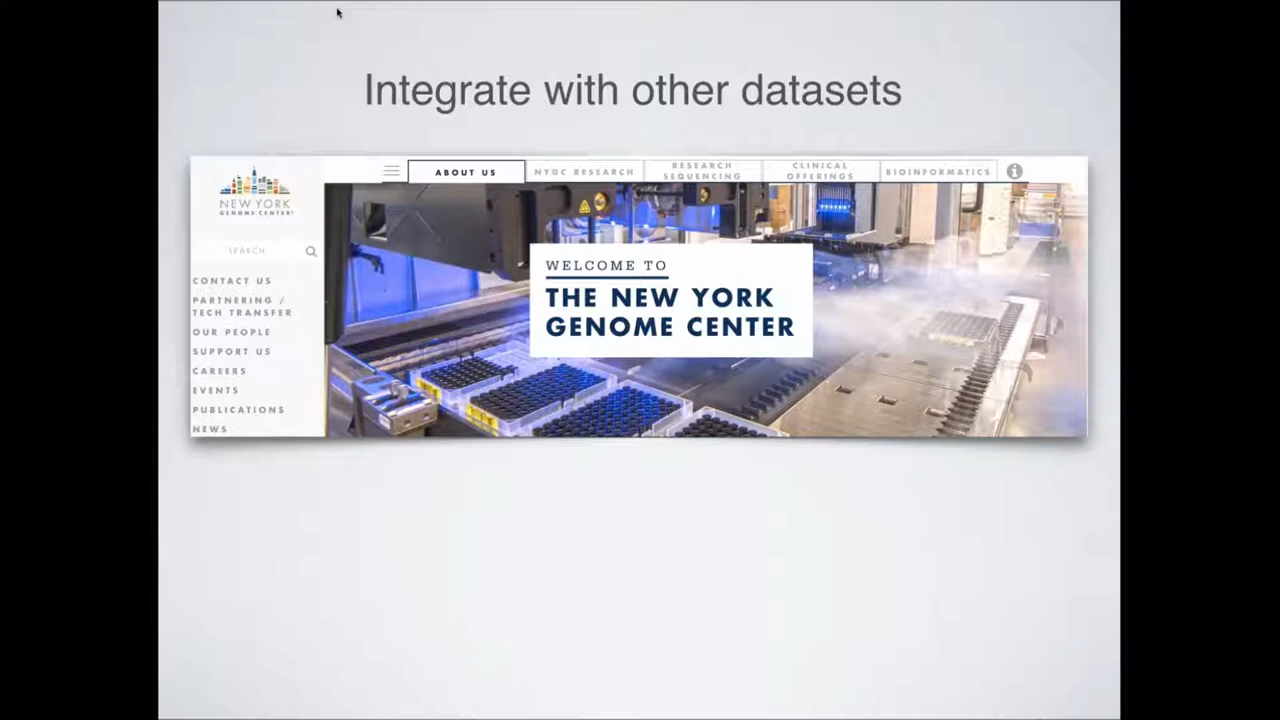 Integrate with other datasets
NEW YORK
GENOME CENTER
ABOUT US
NYGC RESEARCH
RESEARCH
SEQUENCING
CLINICAL
OFFERINGS
BIOINFORMATICS
SEARCH
CONTACT US
PARTNERING /
TECH TRANSFER
OUR PEOPLE
SUPPORT US
CAREERS
EVENTS
PUBLICATIONS
NEWS
WELCOME TO
THE NEW YORK
GENOME CENTER